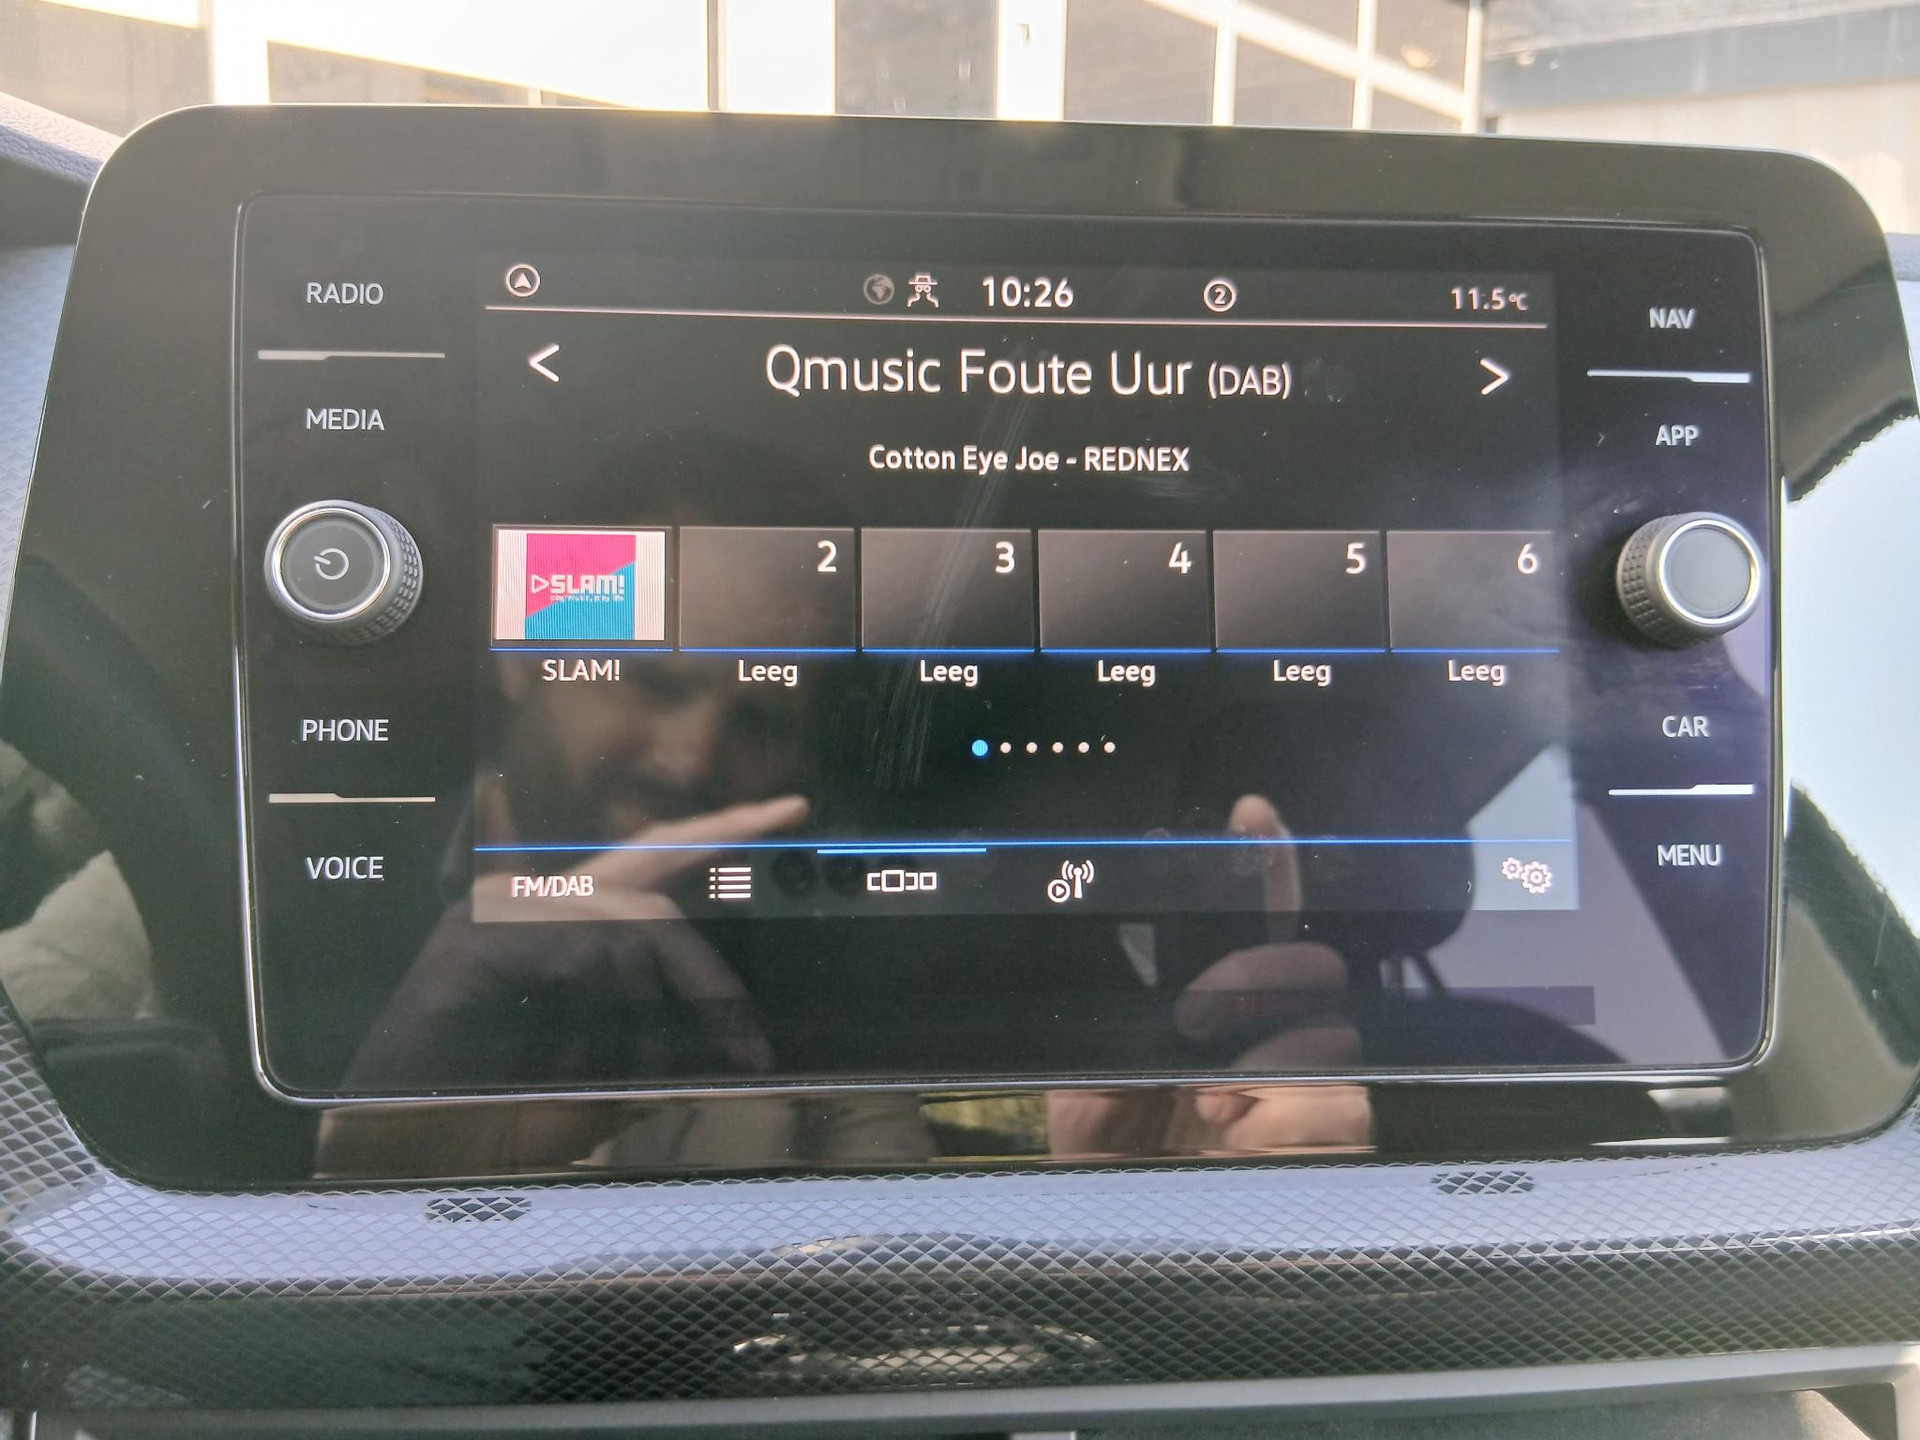 RADIO
MEDIA
PHONE
VOICE
10:26
2
11.5°C
< Qmusic Foute Uur (DAB) >
Cotton Eye Joe - REDNEX
SLAM!
2
3
4
5
6
SLAM!
Leeg
Leeg
Leeg
Leeg
Leeg
FM/DAB
NAV
APP
CAR
MENU